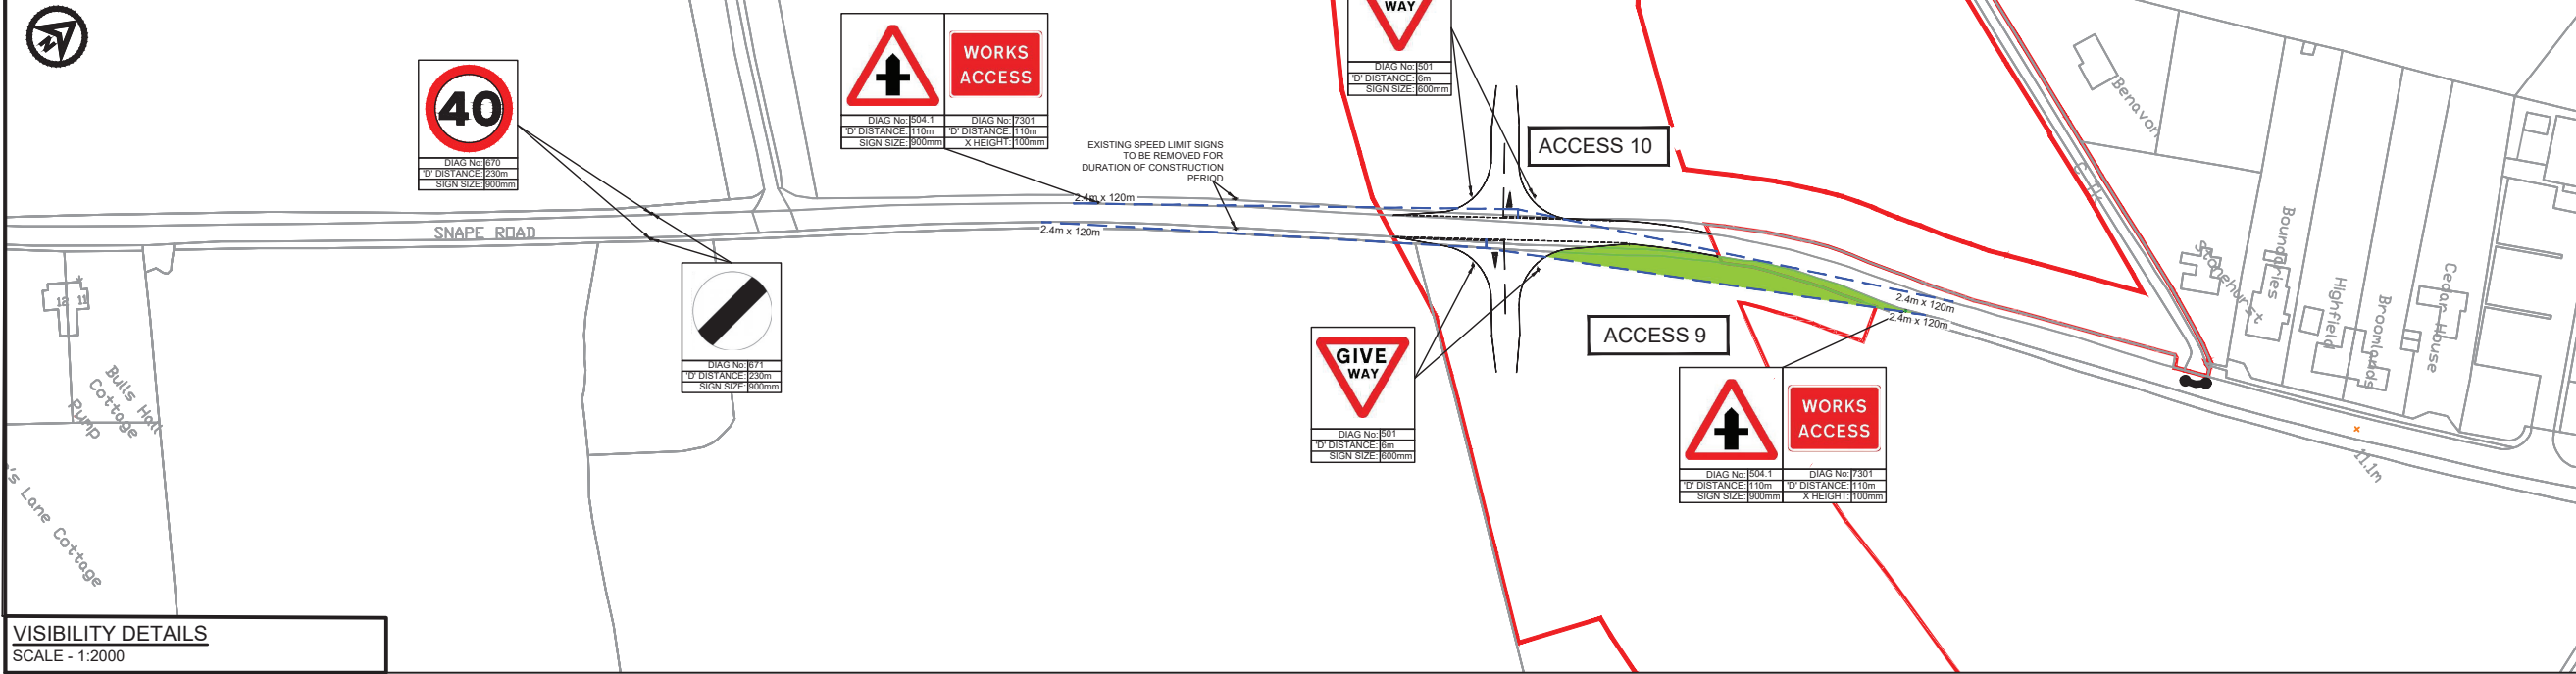 N
40
DIAG No: 670
'D' DISTANCE: 230m
SIGN SIZE: 900mm
WORKS
ACCESS
DIAG No: 504.1
'D' DISTANCE: 110m
SIGN SIZE: 900mm
DIAG No: 7301
'D' DISTANCE: 110m
X HEIGHT: 100mm
EXISTING SPEED LIMIT SIGNS
TO BE REMOVED FOR
DURATION OF CONSTRUCTION
PERIOD
WAY
DIAG No: 501
'D' DISTANCE: 6m
SIGN SIZE: 600mm
ACCESS 10
2.4m x 120m
2.4m x 120m
SNAPE ROAD
DIAG No: 671
'D' DISTANCE: 230m
SIGN SIZE: 900mm
12 11
Bulls Hall
Cottage
Pump
's Lane Cottage
GIVE
WAY
DIAG No: 501
'D' DISTANCE: 6m
SIGN SIZE: 600mm
ACCESS 9
2.4m x 120m
2.4m x 120m
WORKS
ACCESS
DIAG No: 504.1
'D' DISTANCE: 110m
SIGN SIZE: 900mm
DIAG No: 7301
'D' DISTANCE: 110m
X HEIGHT: 100mm
Benavon
Stonehurst
Boundaries
Highfield
Broomlands
Cedar House
11.1m
VISIBILITY DETAILS
SCALE - 1:2000